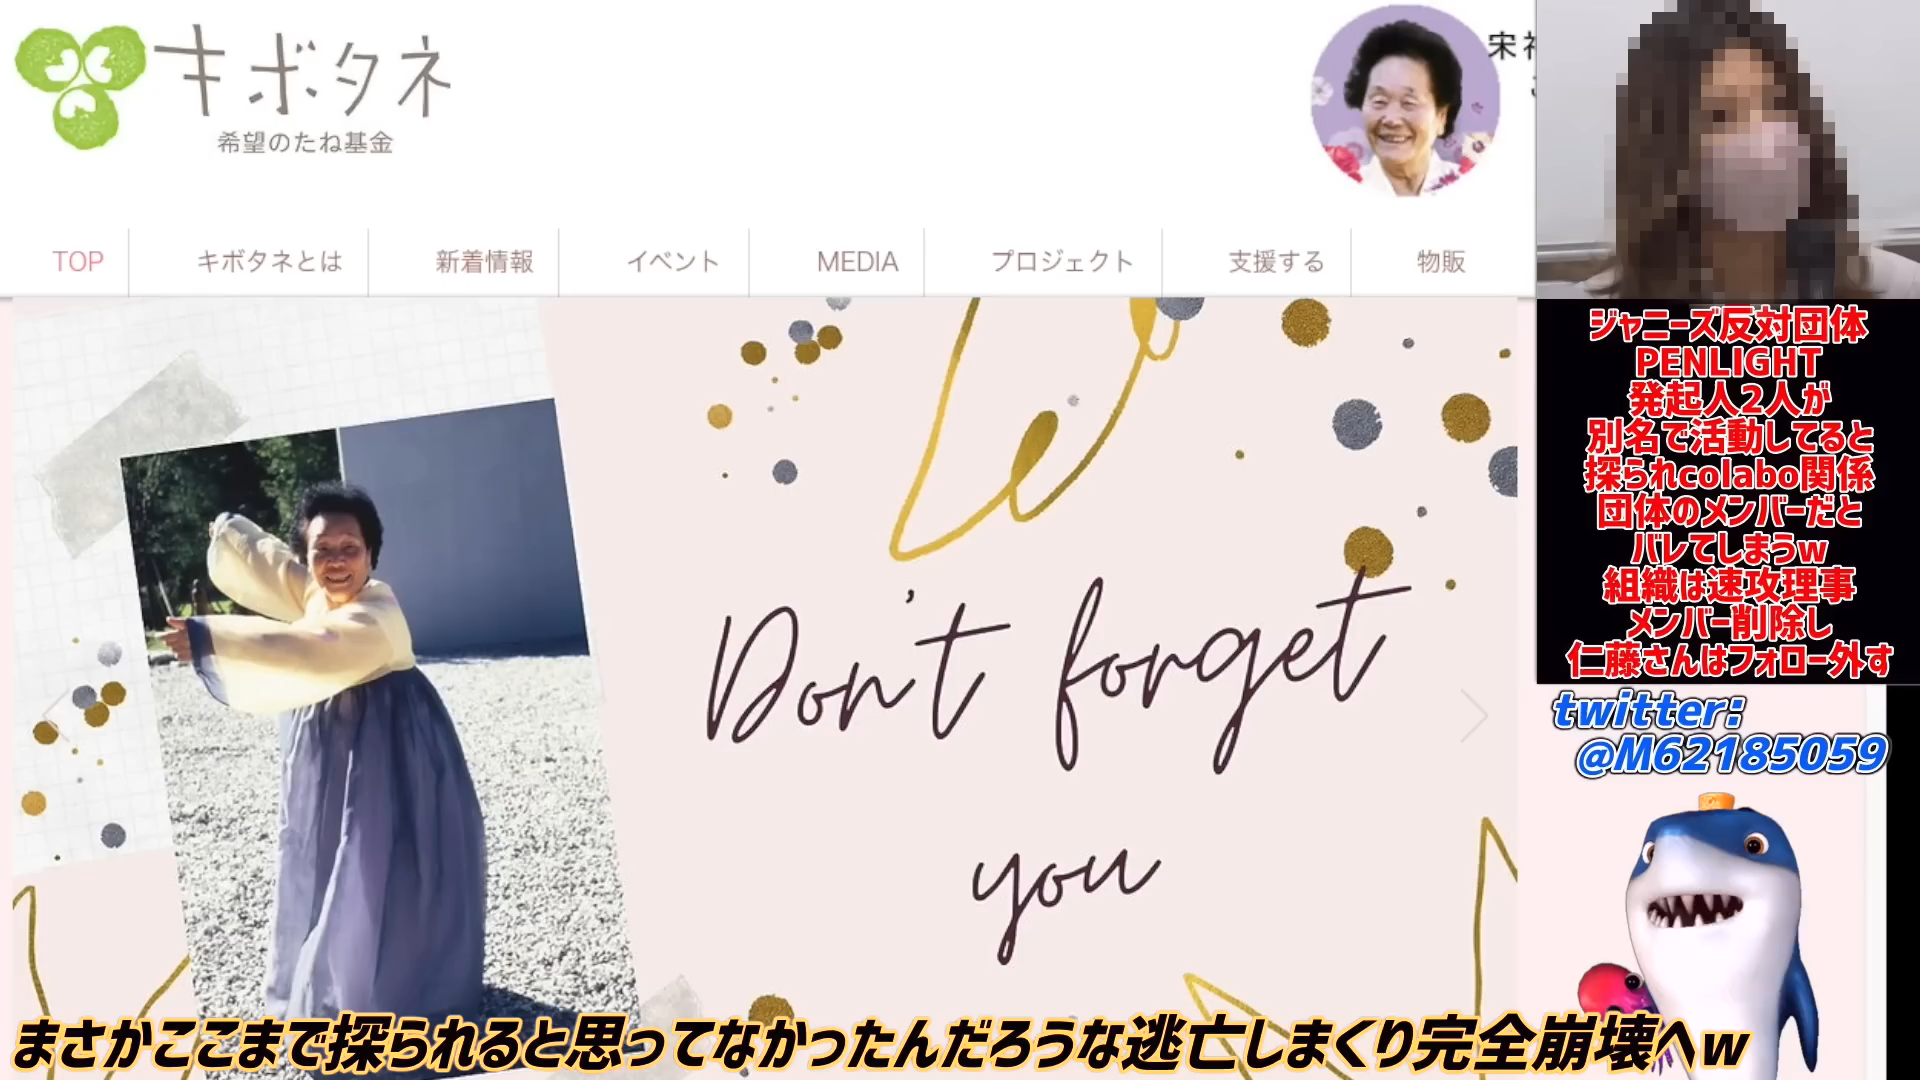 キボタネ
希望のたね基金
宋神
TOP
キボタネとは
新着情報
イベント
MEDIA
プロジェクト
支援する
物販
Don't forget
you
ジャニーズ反対団体
PENLIGHT
発起人2人が
別名で活動してると
探られcolabo関係
団体のメンバーだと
バレてしまうw
組織は速攻理事
メンバー削除し
仁藤さんはフォロー外す
twitter:
@M62185059
まさかここまで探られると思ってなかったんだろうな逃亡しまくり完全崩壊へw